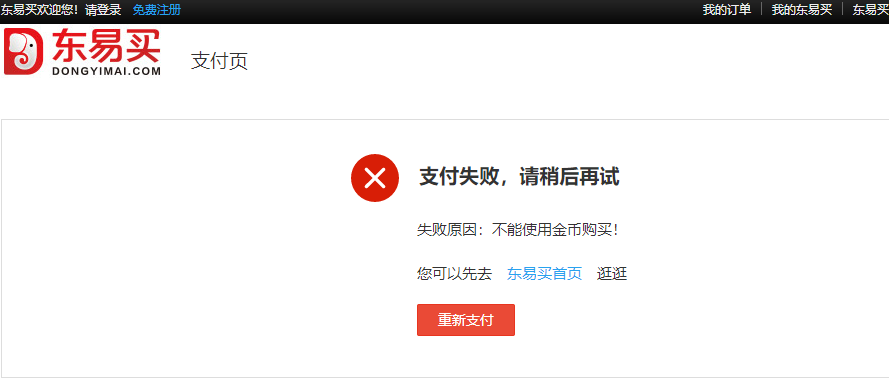 东易买欢迎您！请登录 免费注册 我的订单 我的东易买 东易买
东易买
DONGYIMAI.COM
支付页
支付失败，请稍后再试
失败原因：不能使用金币购买！
您可以先去 东易买首页 逛逛
重新支付